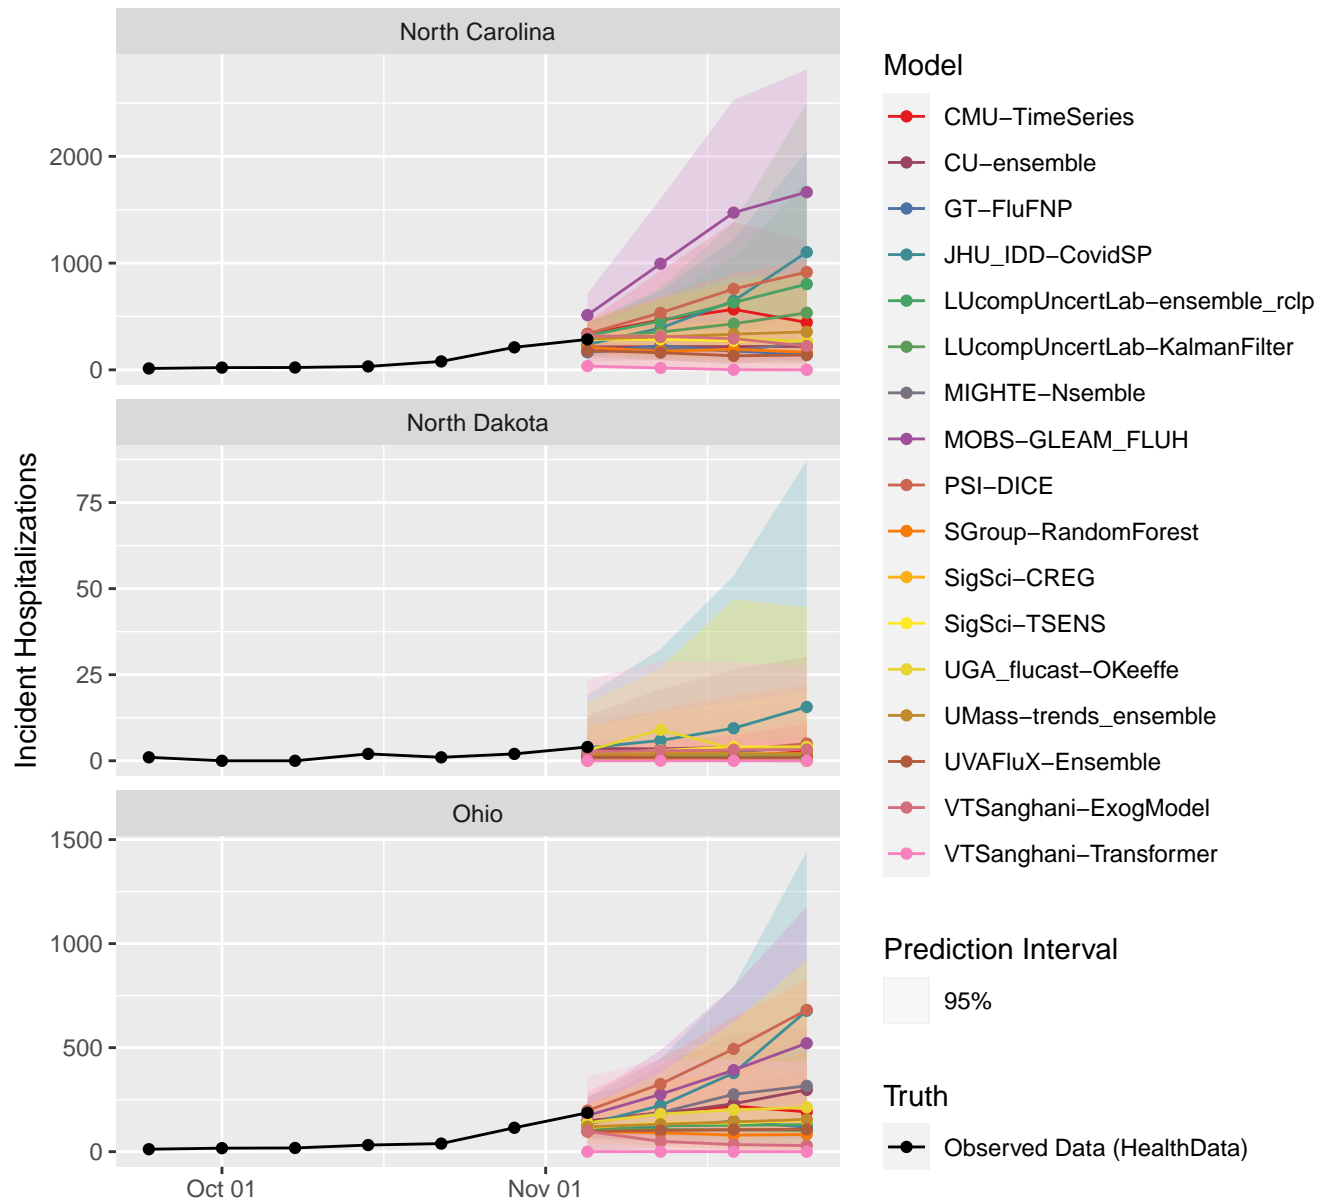 North Carolina
2000
1000
0
North Dakota
75
50
25
0
Ohio
1500
1000
500
0
Oct 01
Nov 01
Incident Hospitalizations
Model
CMU−TimeSeries
CU−ensemble
GT−FluFNP
JHU_IDD−CovidSP
LUcompUncertLab−ensemble_rclp
LUcompUncertLab−KalmanFilter
MIGHTE−Nsemble
MOBS−GLEAM_FLUH
PSI−DICE
SGroup−RandomForest
SigSci−CREG
SigSci−TSENS
UGA_flucast−OKeeffe
UMass−trends_ensemble
UVAFluX−Ensemble
VTSanghani−ExogModel
VTSanghani−Transformer
Prediction Interval
95%
Truth
Observed Data (HealthData)